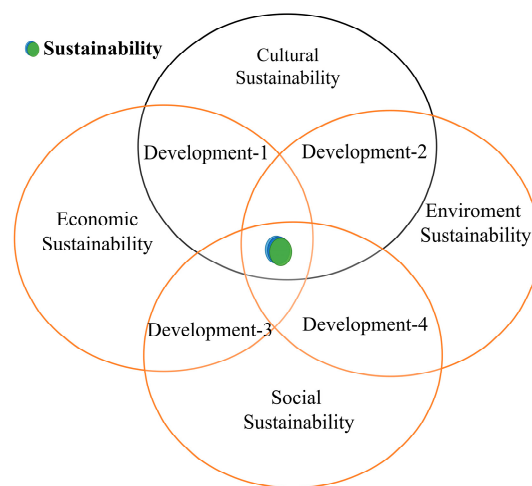 Sustainability
Cultural
Sustainability
Development-1
Development-2
Economic
Sustainability
Enviroment
Sustainability
Development-3
Development-4
Social
Sustainability